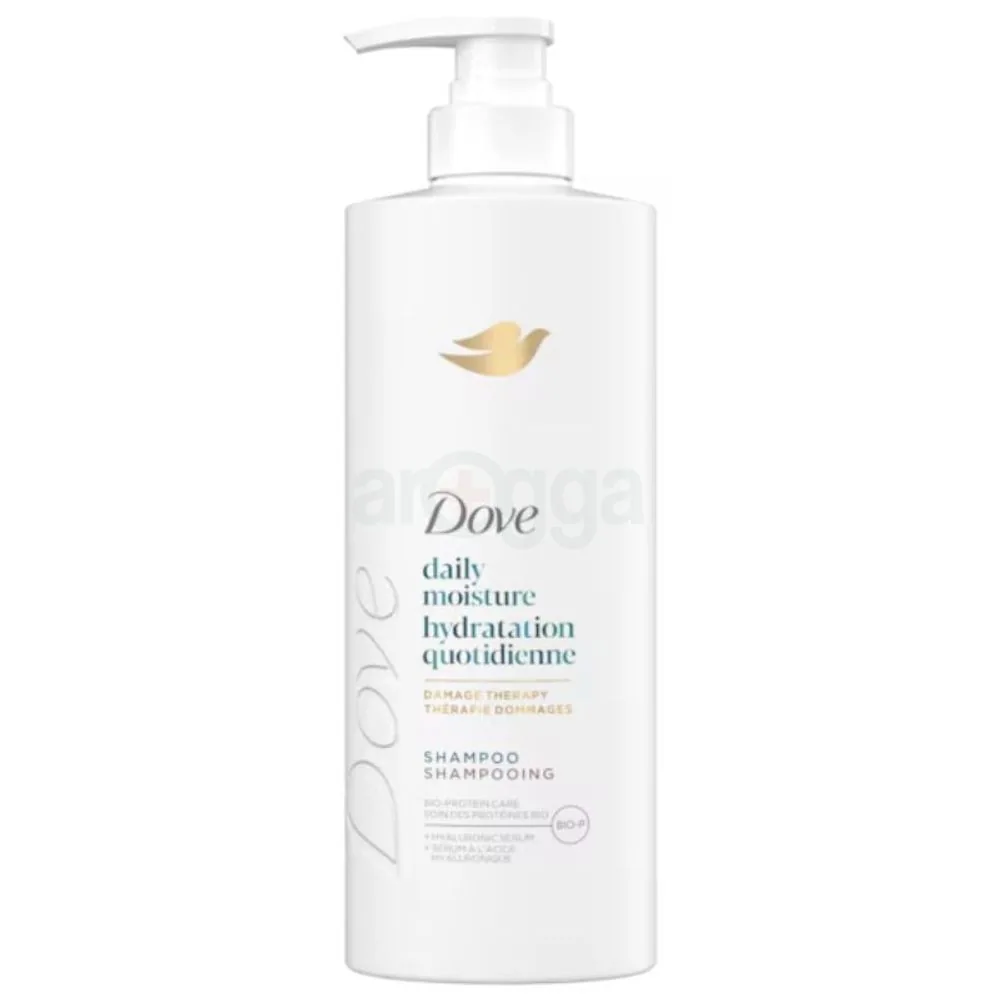 arogga
Dove
daily
moisture
hydratation
quotidienne
DAMAGE THERAPY
THÉRAPIE DOMMAGES
SHAMPOO
SHAMPOOING
BIO-PROTEIN CARE
SOIN DES PROTÉINES BIO
BIO-P
+ HYALURONIC SERUM
+ SÉRUM À L'ACIDE
HYALURONIQUE
Dove